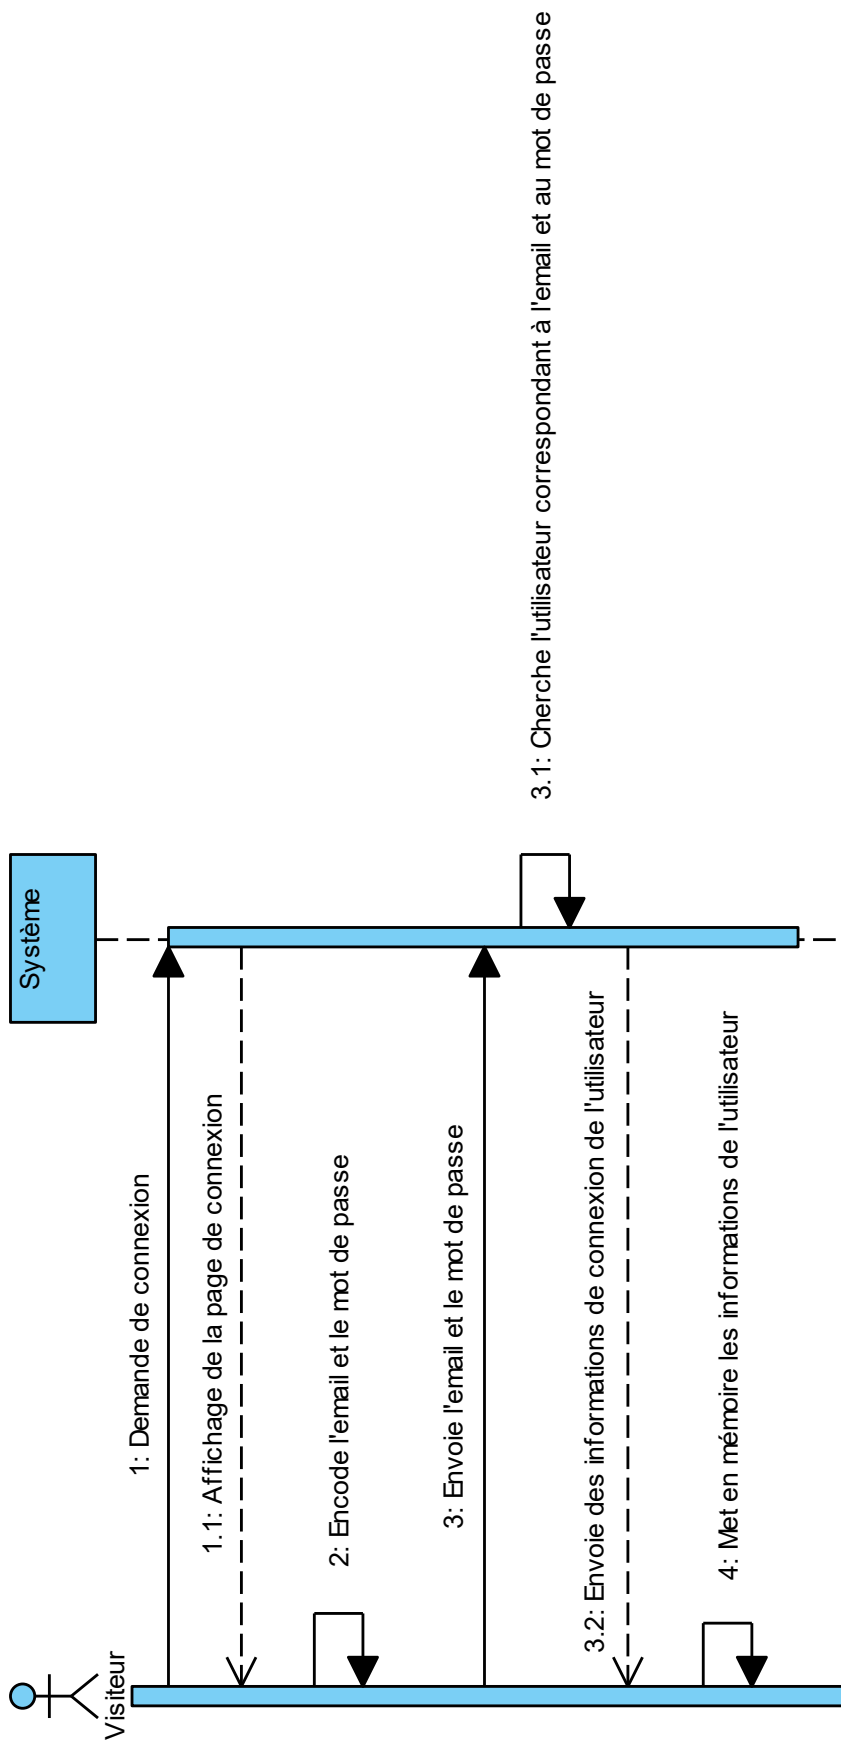 Visiteur
Système
1: Demande de connexion
1.1: Affichage de la page de connexion
2: Encode l'email et le mot de passe
3: Envoie l'email et le mot de passe
3.1: Cherche l'utilisateur correspondant à l'email et au mot de passe
3.2: Envoie des informations de connexion de l'utilisateur
4: Met en mémoire les informations de l'utilisateur